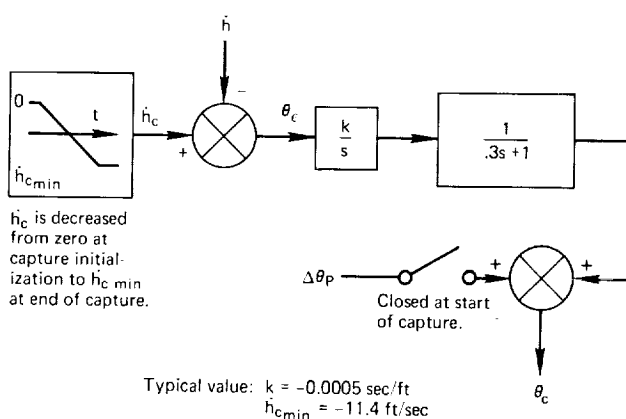 ḣ
−
0
t
ḣc
θϵ
+
k
s
1
.3s + 1
ḣc min
ḣc is decreased
from zero at
capture initial-
ization to ḣc min
at end of capture.
ΔθP
+
+
Closed at start
of capture.
θc
Typical value: k = -0.0005 sec/ft
ḣc min = -11.4 ft/sec